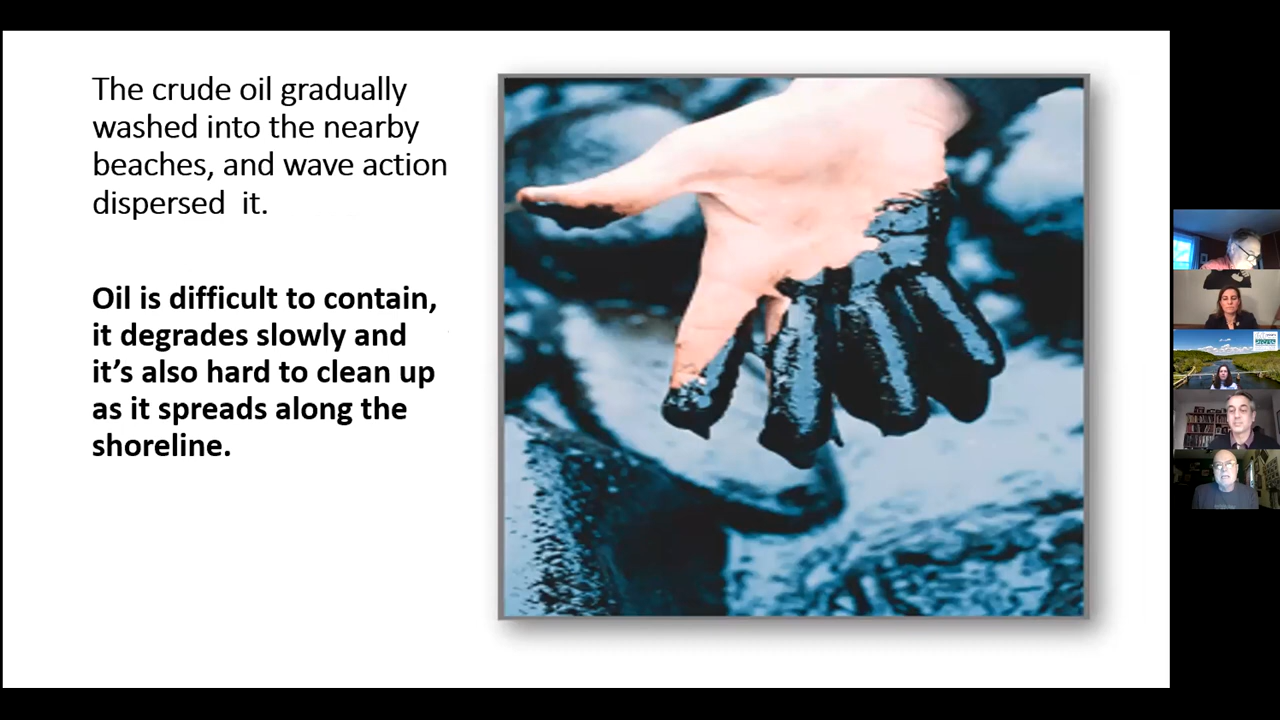 The crude oil gradually
washed into the nearby
beaches, and wave action
dispersed  it.
Oil is difficult to contain,
it degrades slowly and
it’s also hard to clean up
as it spreads along the
shoreline.